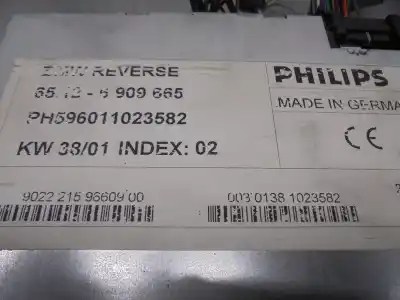 REVERSE
PHILIPS
65.12 - 6 909 665
MADE IN GERMA
PH596011023582
KW 38/01 INDEX: 02
CE
9022 215 96609 00
003 0138 1023582